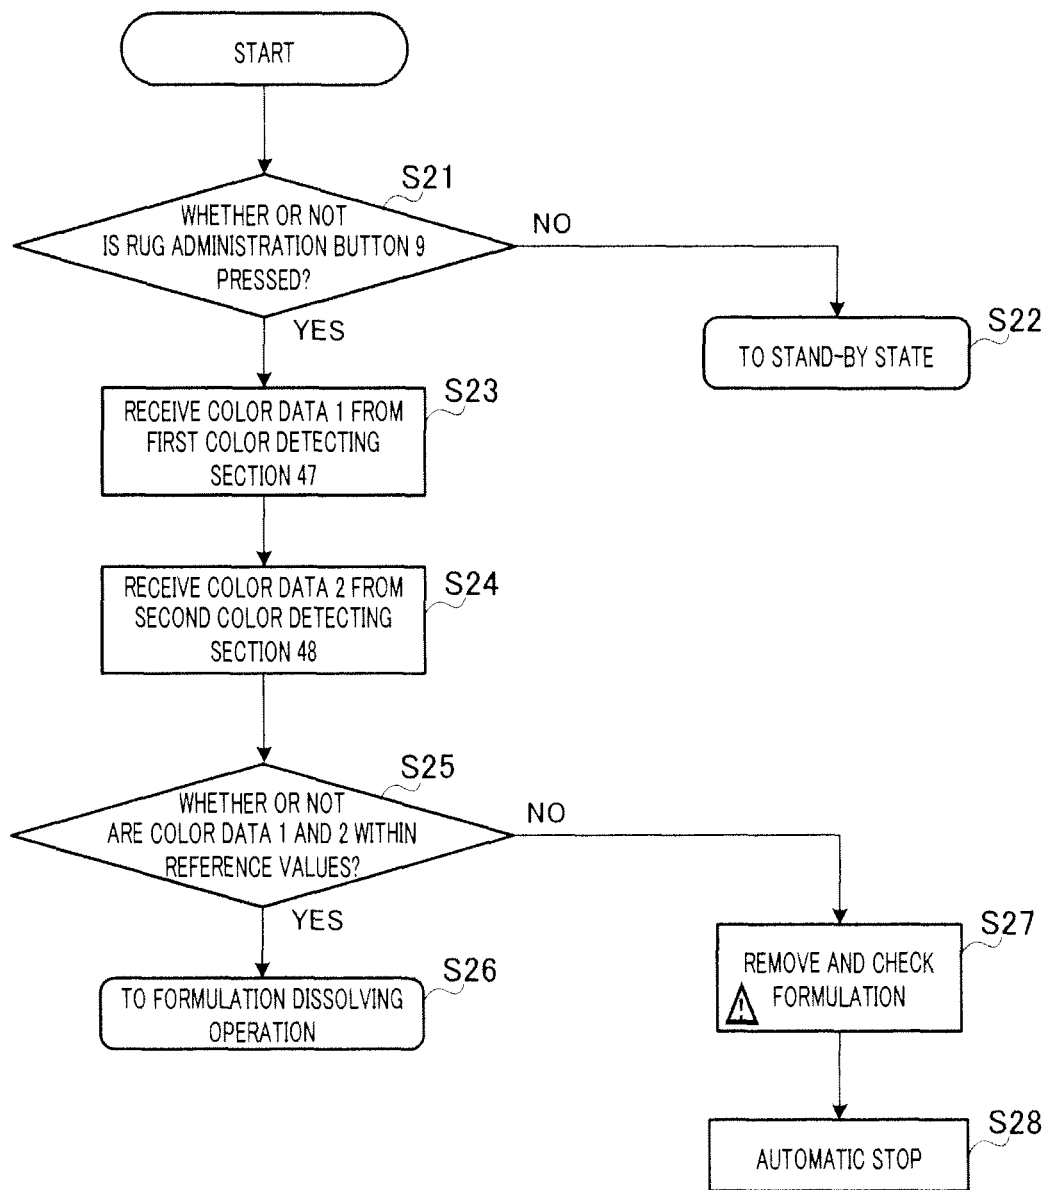 START
S21
WHETHER OR NOT
IS RUG ADMINISTRATION BUTTON 9
PRESSED?
NO
YES
S22
TO STAND-BY STATE
S23
RECEIVE COLOR DATA 1 FROM
FIRST COLOR DETECTING
SECTION 47
S24
RECEIVE COLOR DATA 2 FROM
SECOND COLOR DETECTING
SECTION 48
S25
WHETHER OR NOT
ARE COLOR DATA 1 AND 2 WITHIN
REFERENCE VALUES?
NO
YES
S26
TO FORMULATION DISSOLVING
OPERATION
S27
REMOVE AND CHECK
FORMULATION
!
S28
AUTOMATIC STOP